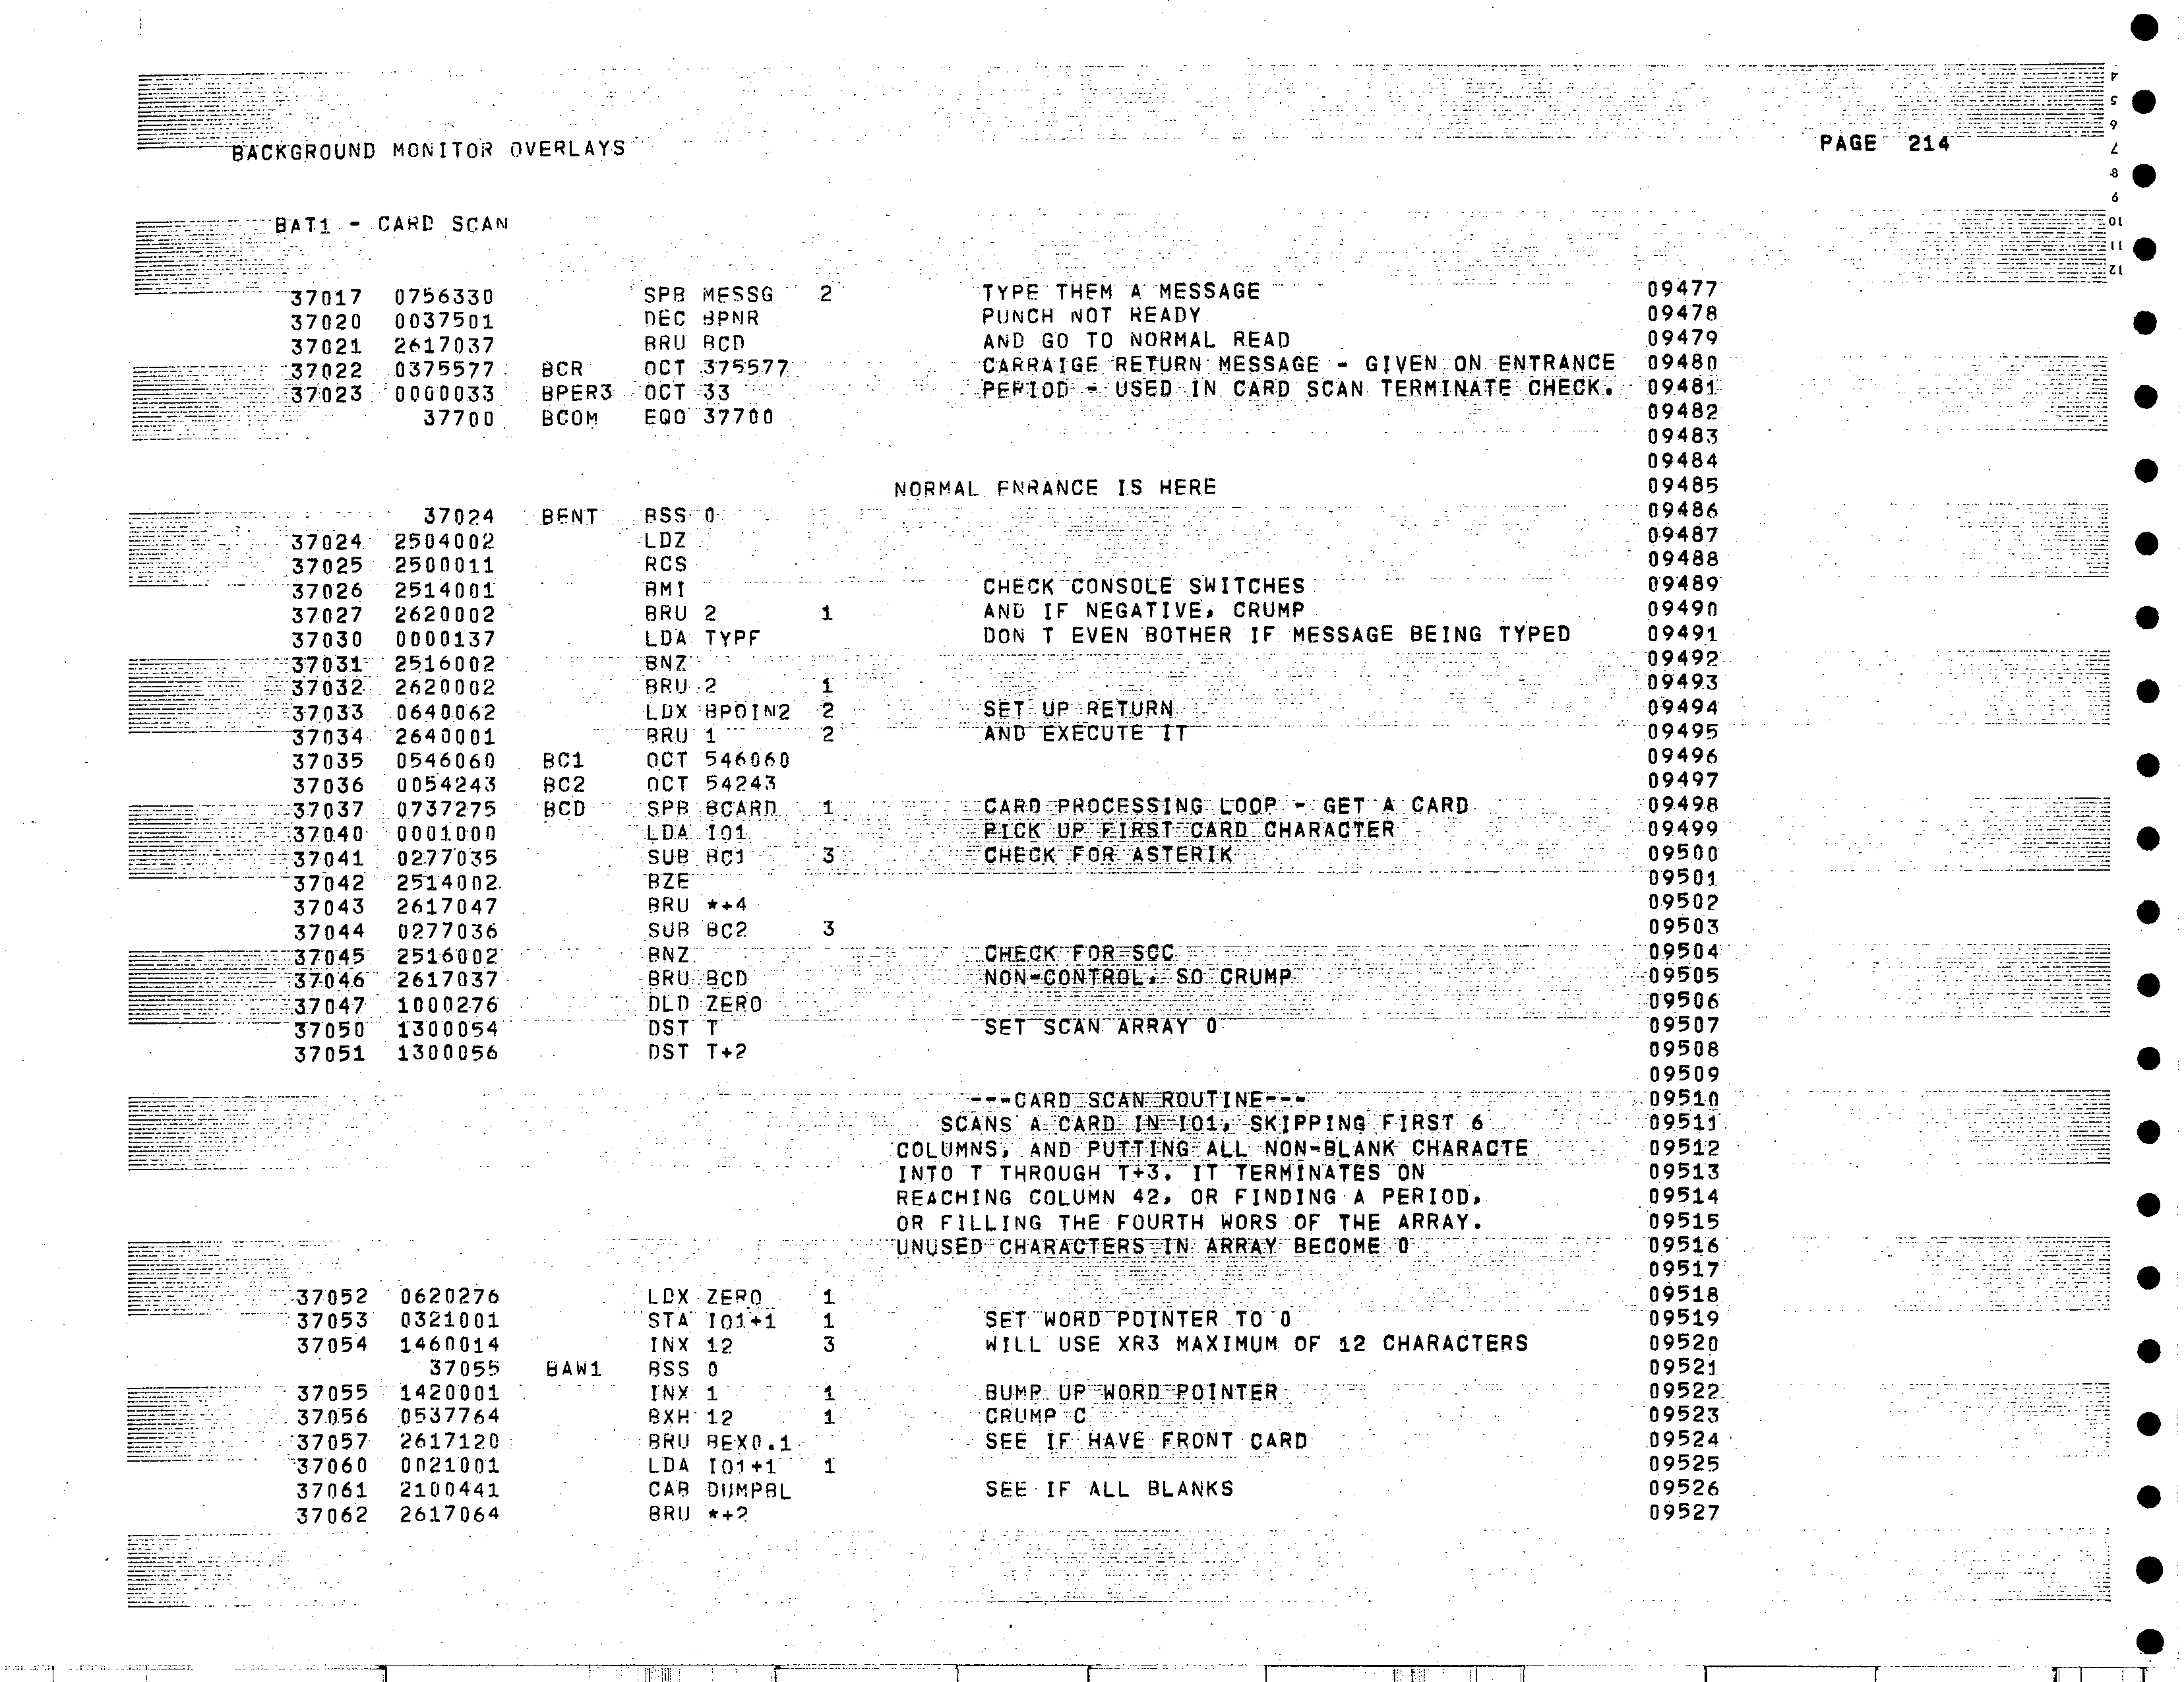 BACKGROUND MONITOR OVERLAYS PAGE 214
BAT1 - CARD SCAN
37017 0756330 SPB MESSG 2 TYPE THEM A MESSAGE 09477
37020 0037501 DEC BPNR PUNCH NOT READY 09478
37021 2617037 BRU BCD AND GO TO NORMAL READ 09479
37022 0375577 BCR OCT 375577 CARRAIGE RETURN MESSAGE - GIVEN ON ENTRANCE 09480
37023 0000033 BPER3 OCT 33 PERIOD - USED IN CARD SCAN TERMINATE CHECK. 09481
37700 BCOM EQO 37700 09482
09483
09484
NORMAL ENRANCE IS HERE 09485
37024 BENT BSS 0 09486
37024 2504002 LDZ 09487
37025 2500011 RCS 09488
37026 2514001 BMI CHECK CONSOLE SWITCHES 09489
37027 2620002 BRU 2 1 AND IF NEGATIVE, CRUMP 09490
37030 0000137 LDA TYPF DON T EVEN BOTHER IF MESSAGE BEING TYPED 09491
37031 2516002 BNZ 09492
37032 2620002 BRU 2 1 09493
37033 0640062 LDX BPOIN2 2 SET UP RETURN 09494
37034 2640001 BRU 1 2 AND EXECUTE IT 09495
37035 0546060 BC1 OCT 546060 09496
37036 0054243 BC2 OCT 54243 09497
37037 0737275 BCD SPB BCARD 1 CARD PROCESSING LOOP - GET A CARD 09498
37040 0001000 LDA IO1 PICK UP FIRST CARD CHARACTER 09499
37041 0277035 SUB BC1 3 CHECK FOR ASTERIK 09500
37042 2514002 BZE 09501
37043 2617047 BRU *+4 09502
37044 0277036 SUB BC2 3 09503
37045 2516002 BNZ CHECK FOR SCC 09504
37046 2617037 BRU BCD NON-CONTROL, SO CRUMP 09505
37047 1000276 DLD ZERO 09506
37050 1300054 DST T SET SCAN ARRAY 0 09507
37051 1300056 DST T+2 09508
09509
---CARD SCAN ROUTINE--- 09510
SCANS A CARD IN IO1, SKIPPING FIRST 6 09511
COLUMNS, AND PUTTING ALL NON-BLANK CHARACTE 09512
INTO T THROUGH T+3. IT TERMINATES ON 09513
REACHING COLUMN 42, OR FINDING A PERIOD, 09514
OR FILLING THE FOURTH WORS OF THE ARRAY. 09515
UNUSED CHARACTERS IN ARRAY BECOME 0 09516
09517
37052 0620276 LDX ZERO 1 09518
37053 0321001 STA IO1+1 1 SET WORD POINTER TO 0 09519
37054 1460014 INX 12 3 WILL USE XR3 MAXIMUM OF 12 CHARACTERS 09520
37055 BAW1 BSS 0 09521
37055 1420001 INX 1 1 BUMP UP WORD POINTER 09522
37056 0537764 BXH 12 1 CRUMP C 09523
37057 2617120 BRU BEX0.1 SEE IF HAVE FRONT CARD 09524
37060 0021001 LDA IO1+1 1 09525
37061 2100441 CAB DUMPBL SEE IF ALL BLANKS 09526
37062 2617064 BRU *+2 09527
4
5
6
7
8
9
10
11
12